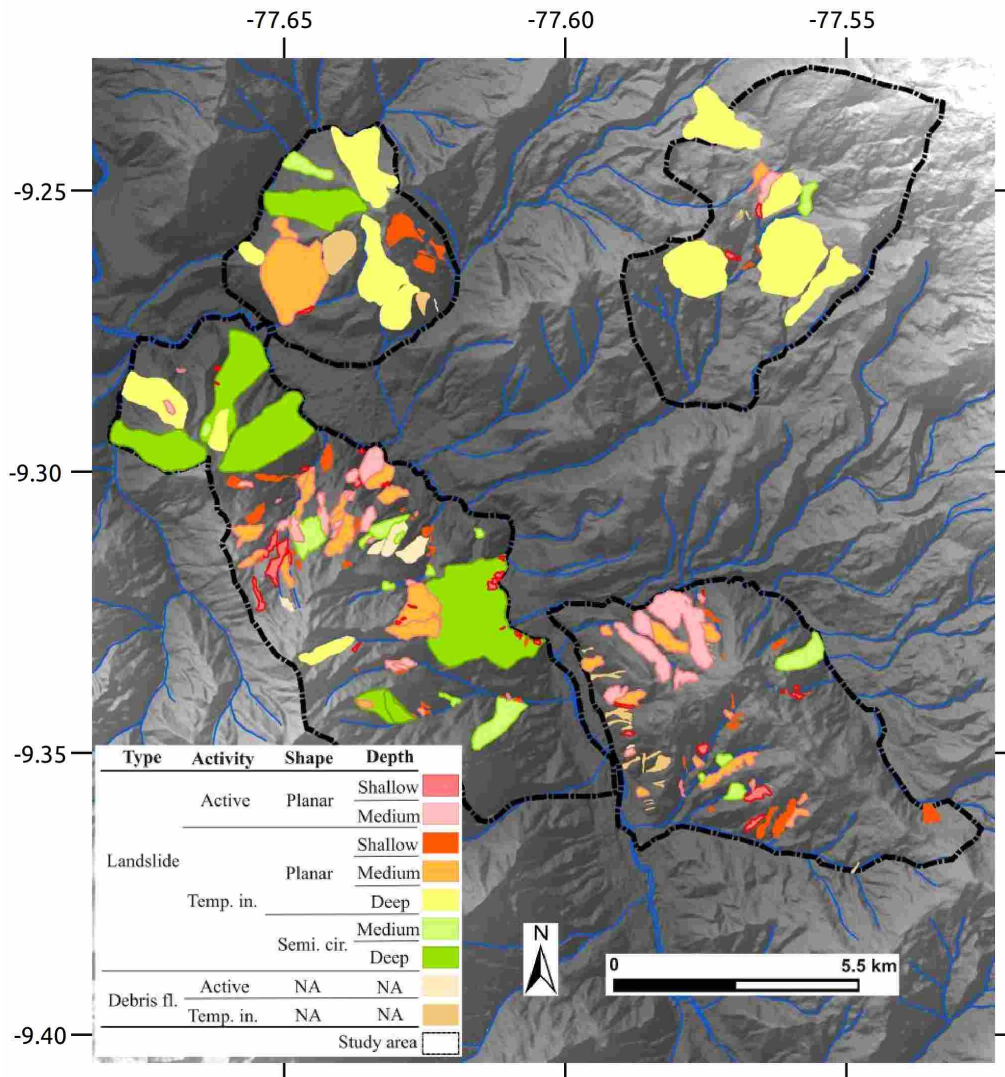 -77.65 -77.60 -77.55
-9.25
-9.30
-9.35
-9.40
Type Activity Shape Depth
Landslide Active Planar Shallow
Medium
Temp. in. Planar Shallow
Medium
Deep
Semi. cir. Medium
Deep
Debris fl. Active NA NA
Temp. in. NA NA
Study area
N
0 5.5 km